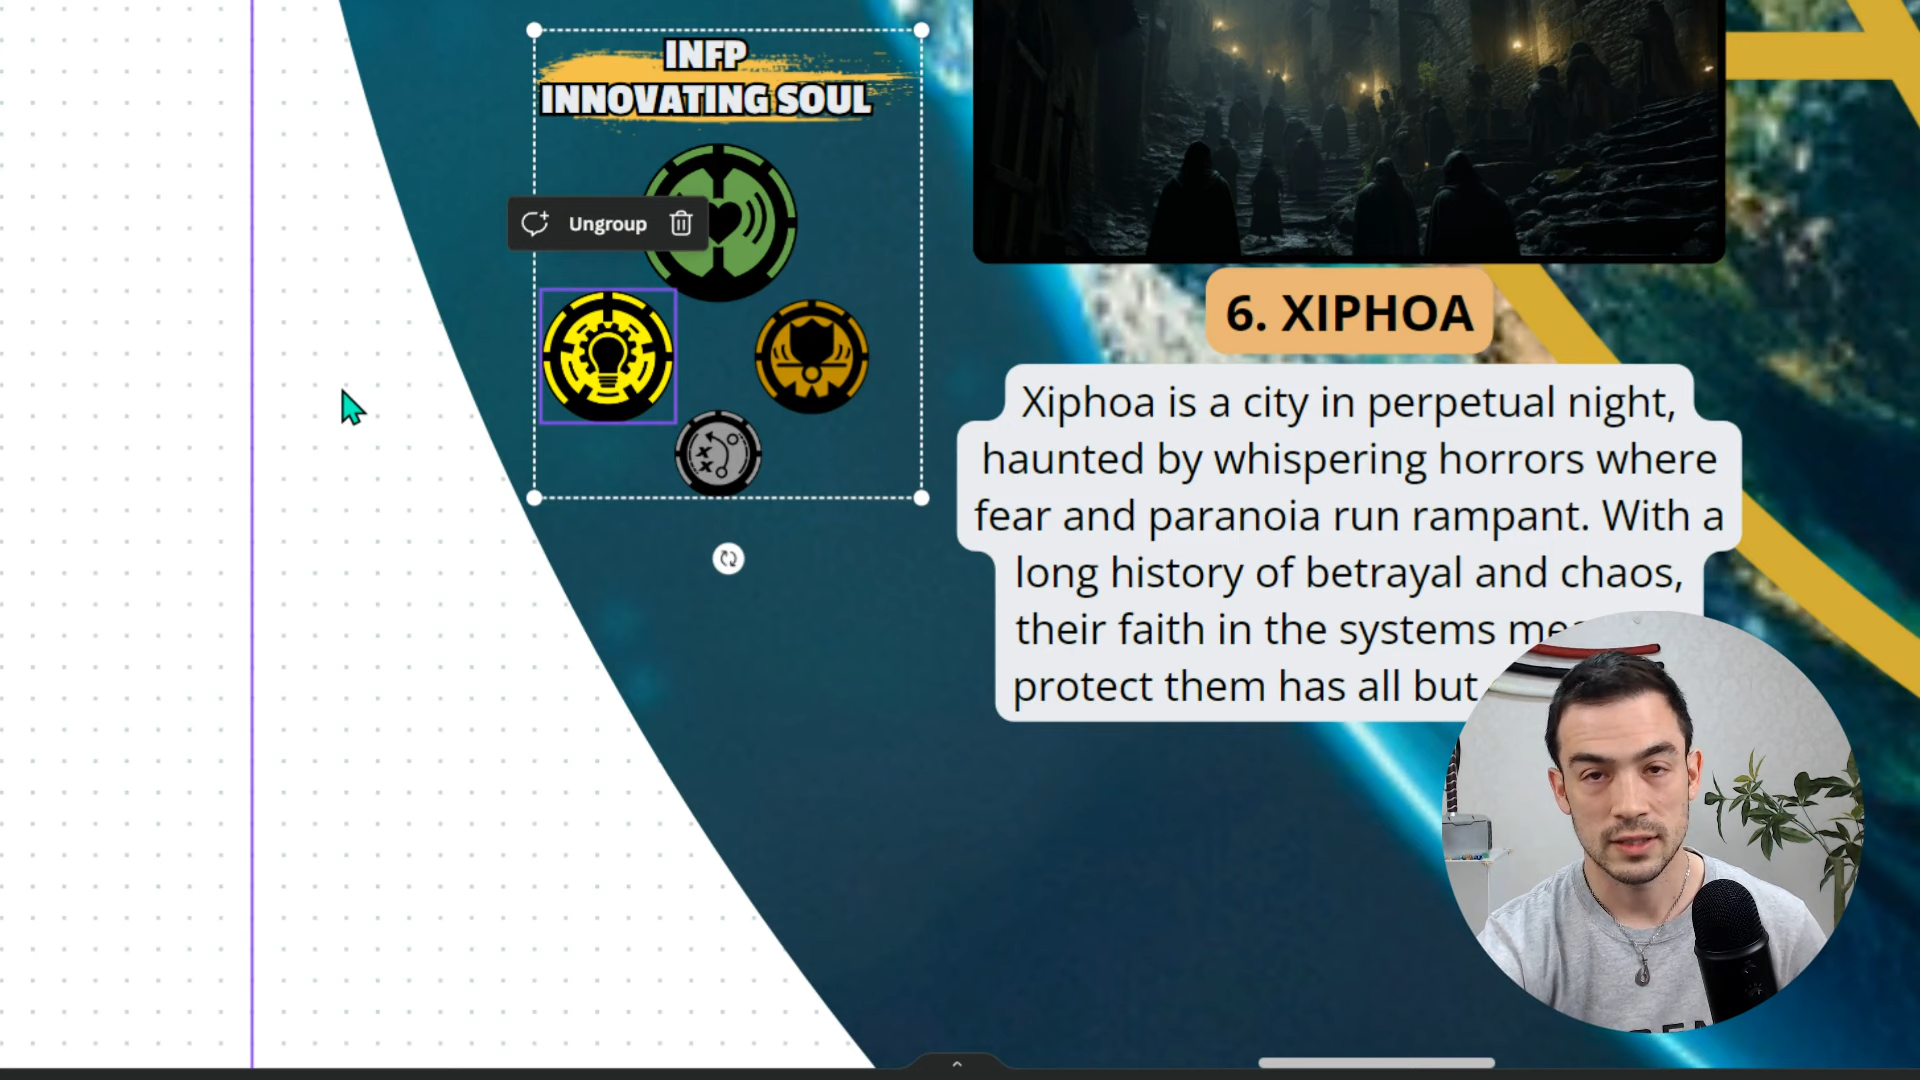 INFP
INNOVATING SOUL
Ungroup
6. XIPHOA
Xiphoa is a city in perpetual night,
haunted by whispering horrors where
fear and paranoia run rampant. With a
long history of betrayal and chaos,
their faith in the systems
protect them has all but